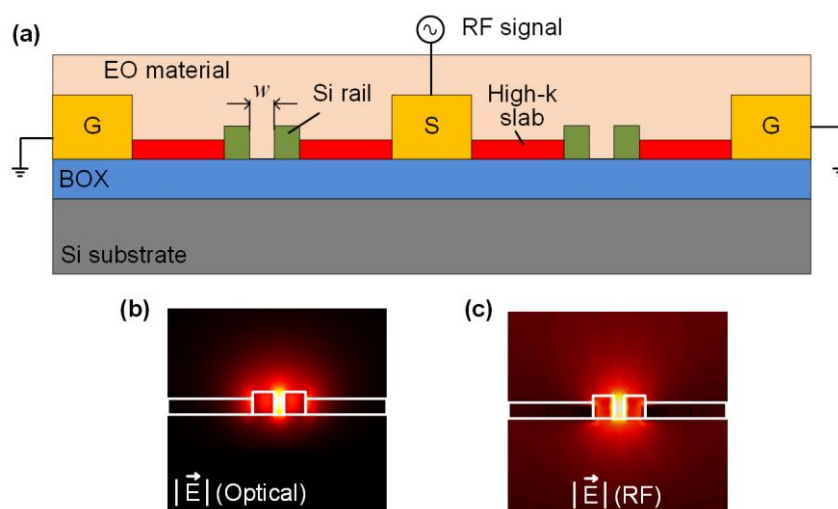 (a)
RF signal
EO material
w
Si rail
High-k
slab
G
S
G
BOX
Si substrate
(b)
(c)
|E| (Optical)
|E| (RF)